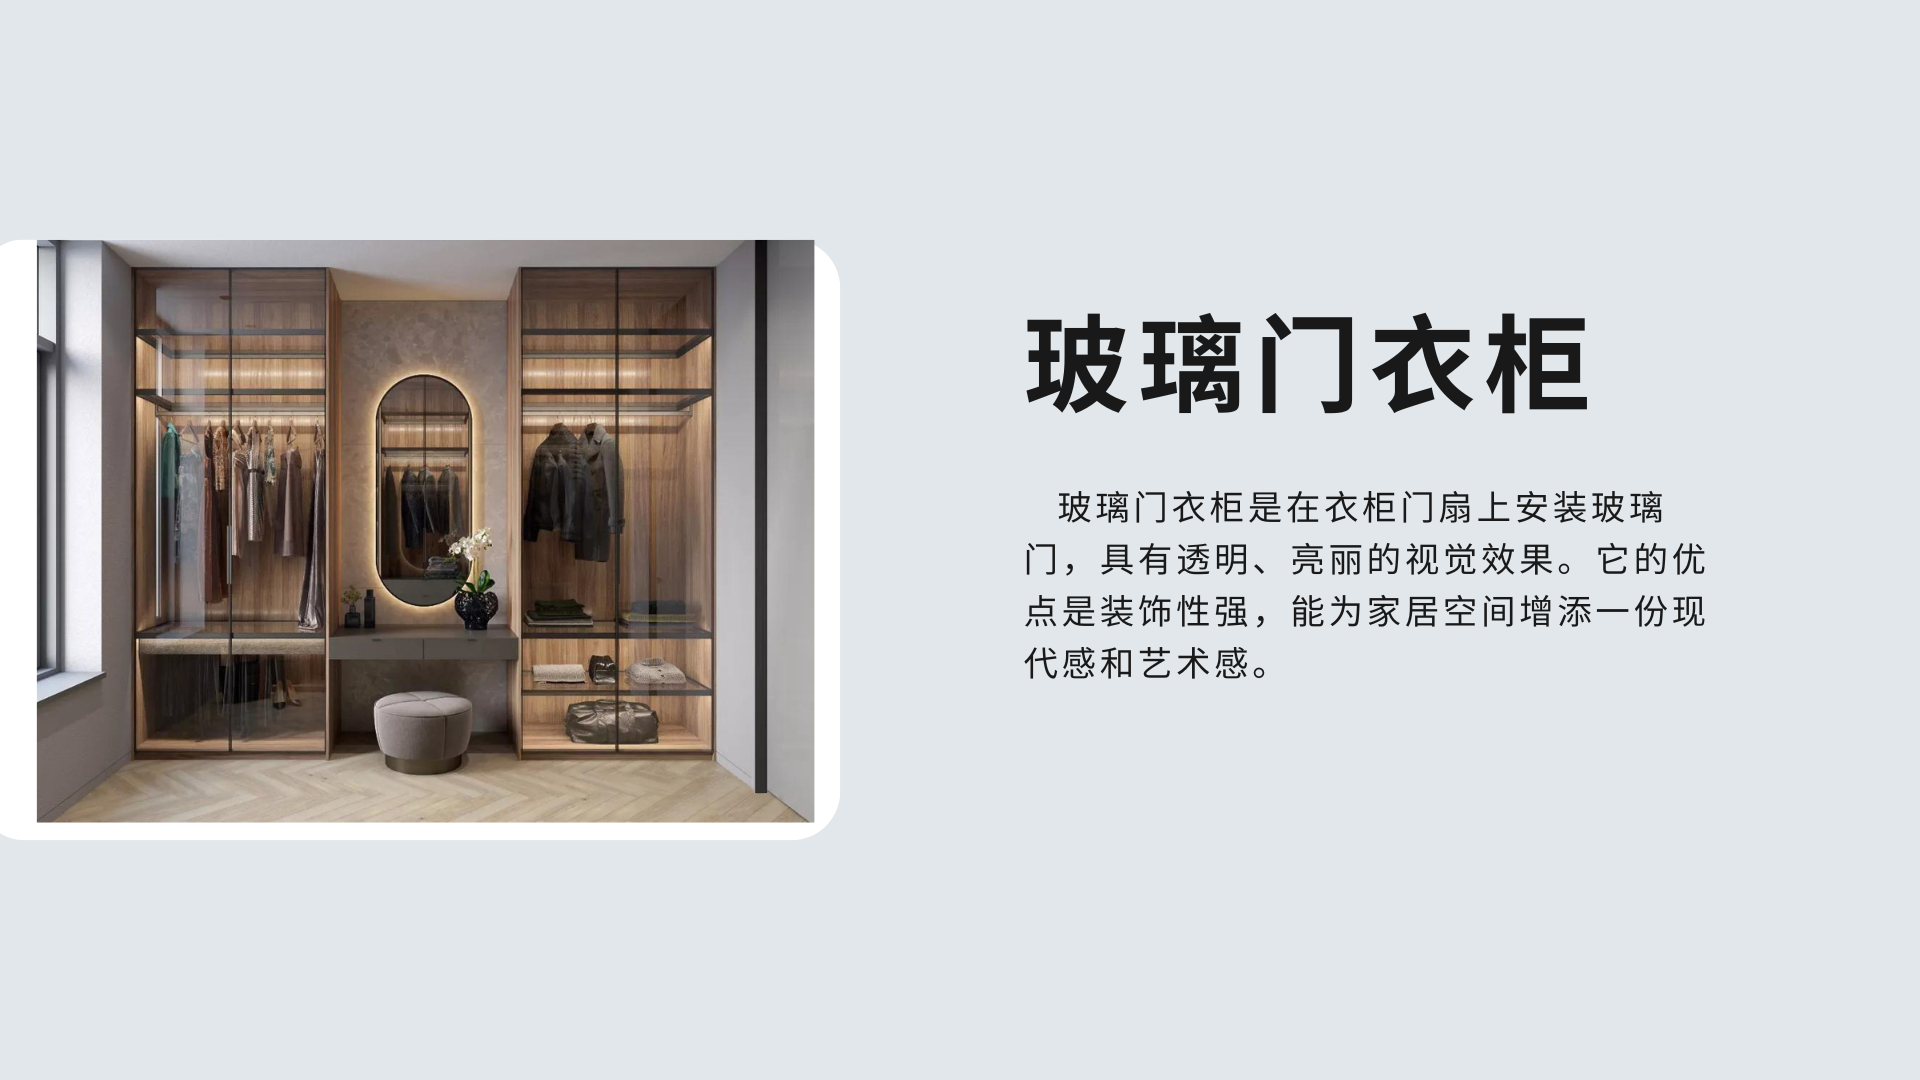 玻璃门衣柜
玻璃门衣柜是在衣柜门扇上安装玻璃
门，具有透明、亮丽的视觉效果。它的优
点是装饰性强，能为家居空间增添一份现
代感和艺术感。